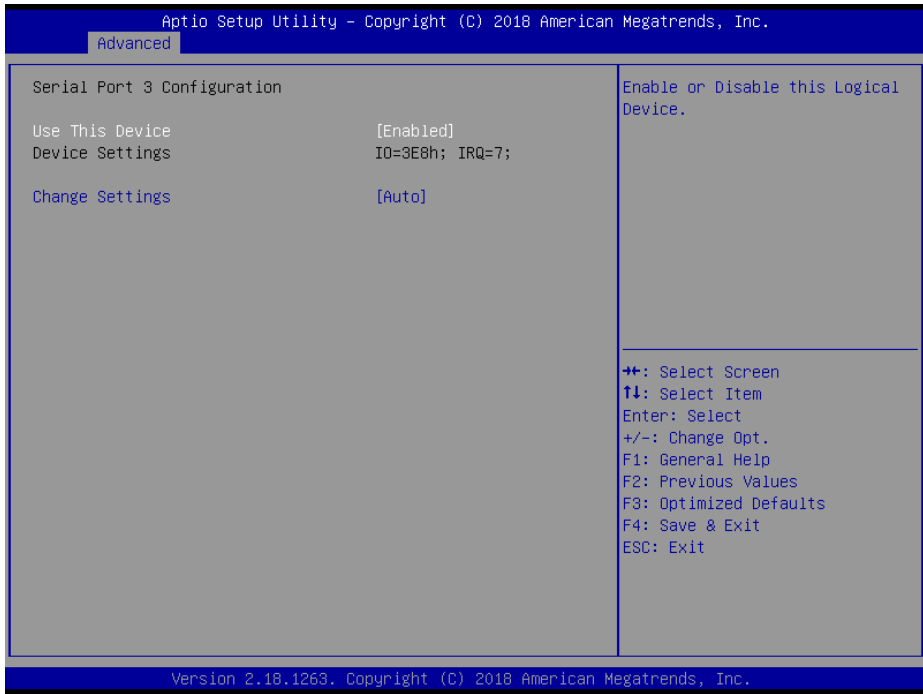 Aptio Setup Utility – Copyright (C) 2018 American Megatrends, Inc.
Advanced
Serial Port 3 Configuration
Use This Device [Enabled]
Device Settings IO=3E8h; IRQ=7;
Change Settings [Auto]
Enable or Disable this Logical
Device.
→←: Select Screen
↑↓: Select Item
Enter: Select
+/-: Change Opt.
F1: General Help
F2: Previous Values
F3: Optimized Defaults
F4: Save & Exit
ESC: Exit
Version 2.18.1263. Copyright (C) 2018 American Megatrends, Inc.